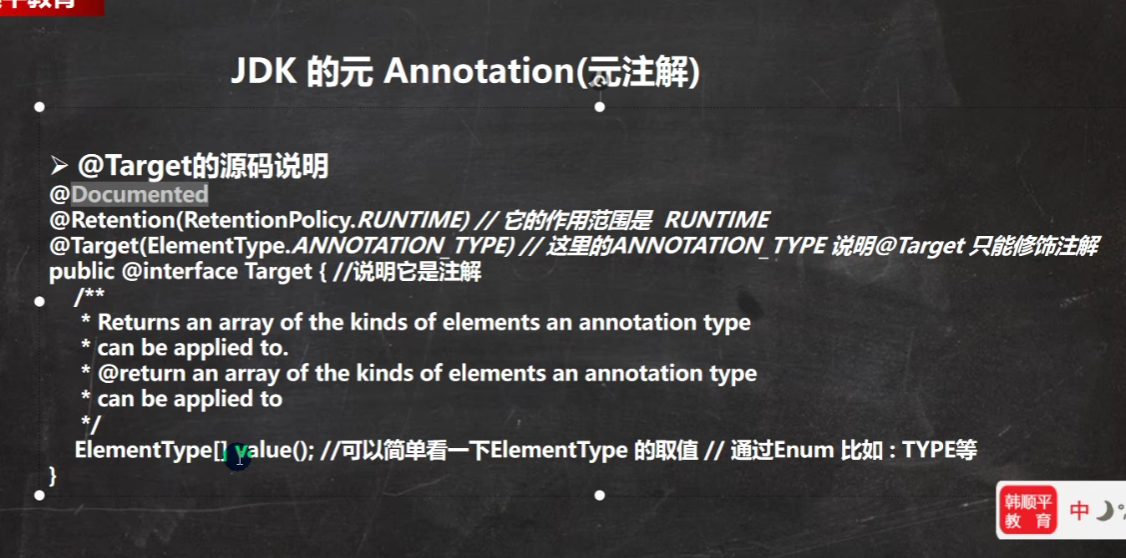 JDK 的元 Annotation(元注解)
➢ @Target的源码说明
@Documented
@Retention(RetentionPolicy.RUNTIME) // 它的作用范围是 RUNTIME
@Target(ElementType.ANNOTATION_TYPE) // 这里的ANNOTATION_TYPE 说明@Target 只能修饰注解
public @interface Target { //说明它是注解
/**
* Returns an array of the kinds of elements an annotation type
* can be applied to.
* @return an array of the kinds of elements an annotation type
* can be applied to
*/
ElementType[] value(); //可以简单看一下ElementType 的取值 // 通过Enum 比如 : TYPE等
}
韩顺平
教 育
中